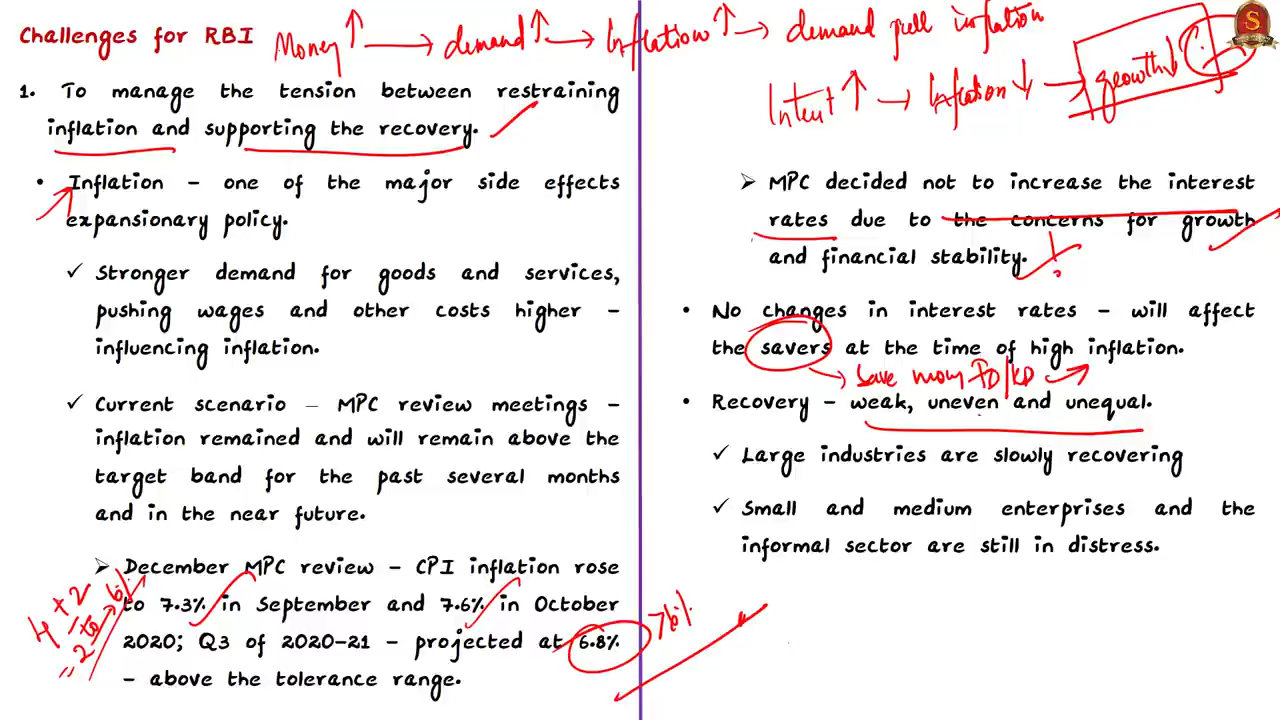 Challenges for RBI
Money ↑ → demand ↑ → Inflation ↑ → demand pull inflation
1. To manage the tension between restraining
inflation and supporting the recovery.
• Inflation – one of the major side effects
expansionary policy.
✓ Stronger demand for goods and services,
pushing wages and other costs higher –
influencing inflation.
✓ Current scenario – MPC review meetings –
inflation remained and will remain above the
target band for the past several months
and in the near future.
➢ December MPC review – CPI inflation rose
to 7.3% in September and 7.6% in October
2020; Q3 of 2020-21 – projected at 6.8%
– above the tolerance range.
4 ± 2
= 2 to 6%
>6%
Interest ↑ → Inflation ↓ → growth ↓
➢ MPC decided not to increase the interest
rates due to the concerns for growth
and financial stability.
• No changes in interest rates – will affect
the savers at the time of high inflation.
→ save money FD/RD
• Recovery – weak, uneven and unequal.
✓ Large industries are slowly recovering
✓ Small and medium enterprises and the
informal sector are still in distress.
S